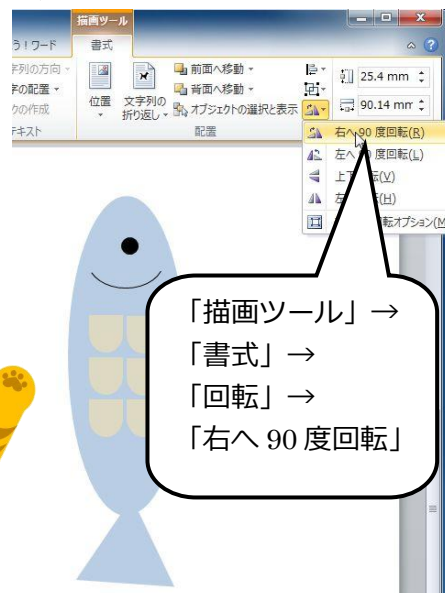 描画ツール
う！ワード 書式
字列の方向 前面へ移動 25.4 mm
字の配置 背面へ移動
位置 文字列の折り返し オブジェクトの選択と表示 90.14 mm
クの作成
テキスト 配置
右へ 90 度回転(R)
左へ 度回転(L)
上下 転(V)
左 転(H)
転オプション(M
「描画ツール」→
「書式」→
「回転」→
「右へ 90 度回転」